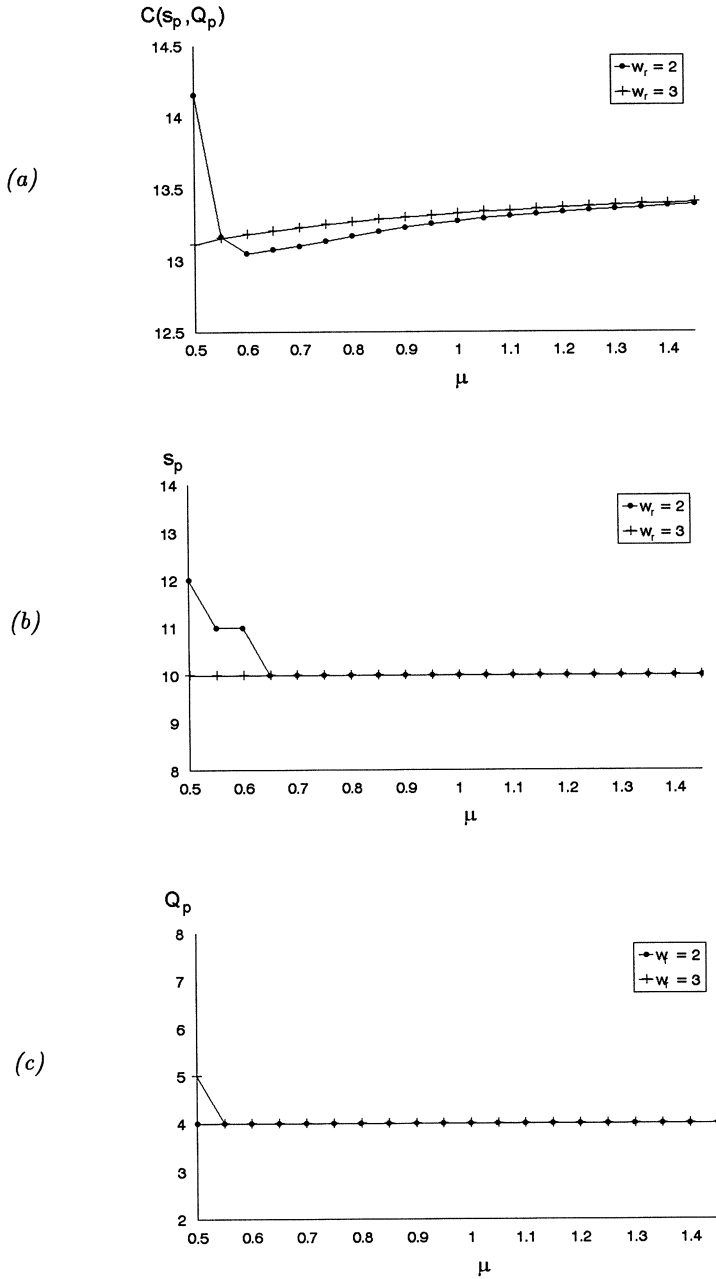 C(s_p,Q_p)
14.5
w_r = 2
w_r = 3
14
(a)
13.5
13
12.5
0.5 0.6 0.7 0.8 0.9 1 1.1 1.2 1.3 1.4
μ
s_p
14
w_r = 2
w_r = 3
13
12
(b)
11
10
9
8
0.5 0.6 0.7 0.8 0.9 1 1.1 1.2 1.3 1.4
μ
Q_p
8
w_r = 2
w_r = 3
7
6
(c)
5
4
3
2
0.5 0.6 0.7 0.8 0.9 1 1.1 1.2 1.3 1.4
μ